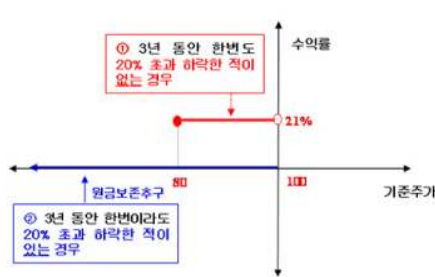 ① 3년 동안 한번도
20% 초과 하락한 적이
없는 경우
수익률
21%
80
100
원금보존추구
기준주가
② 3년 동안 한번이라도
20% 초과 하락한 적이
있는 경우